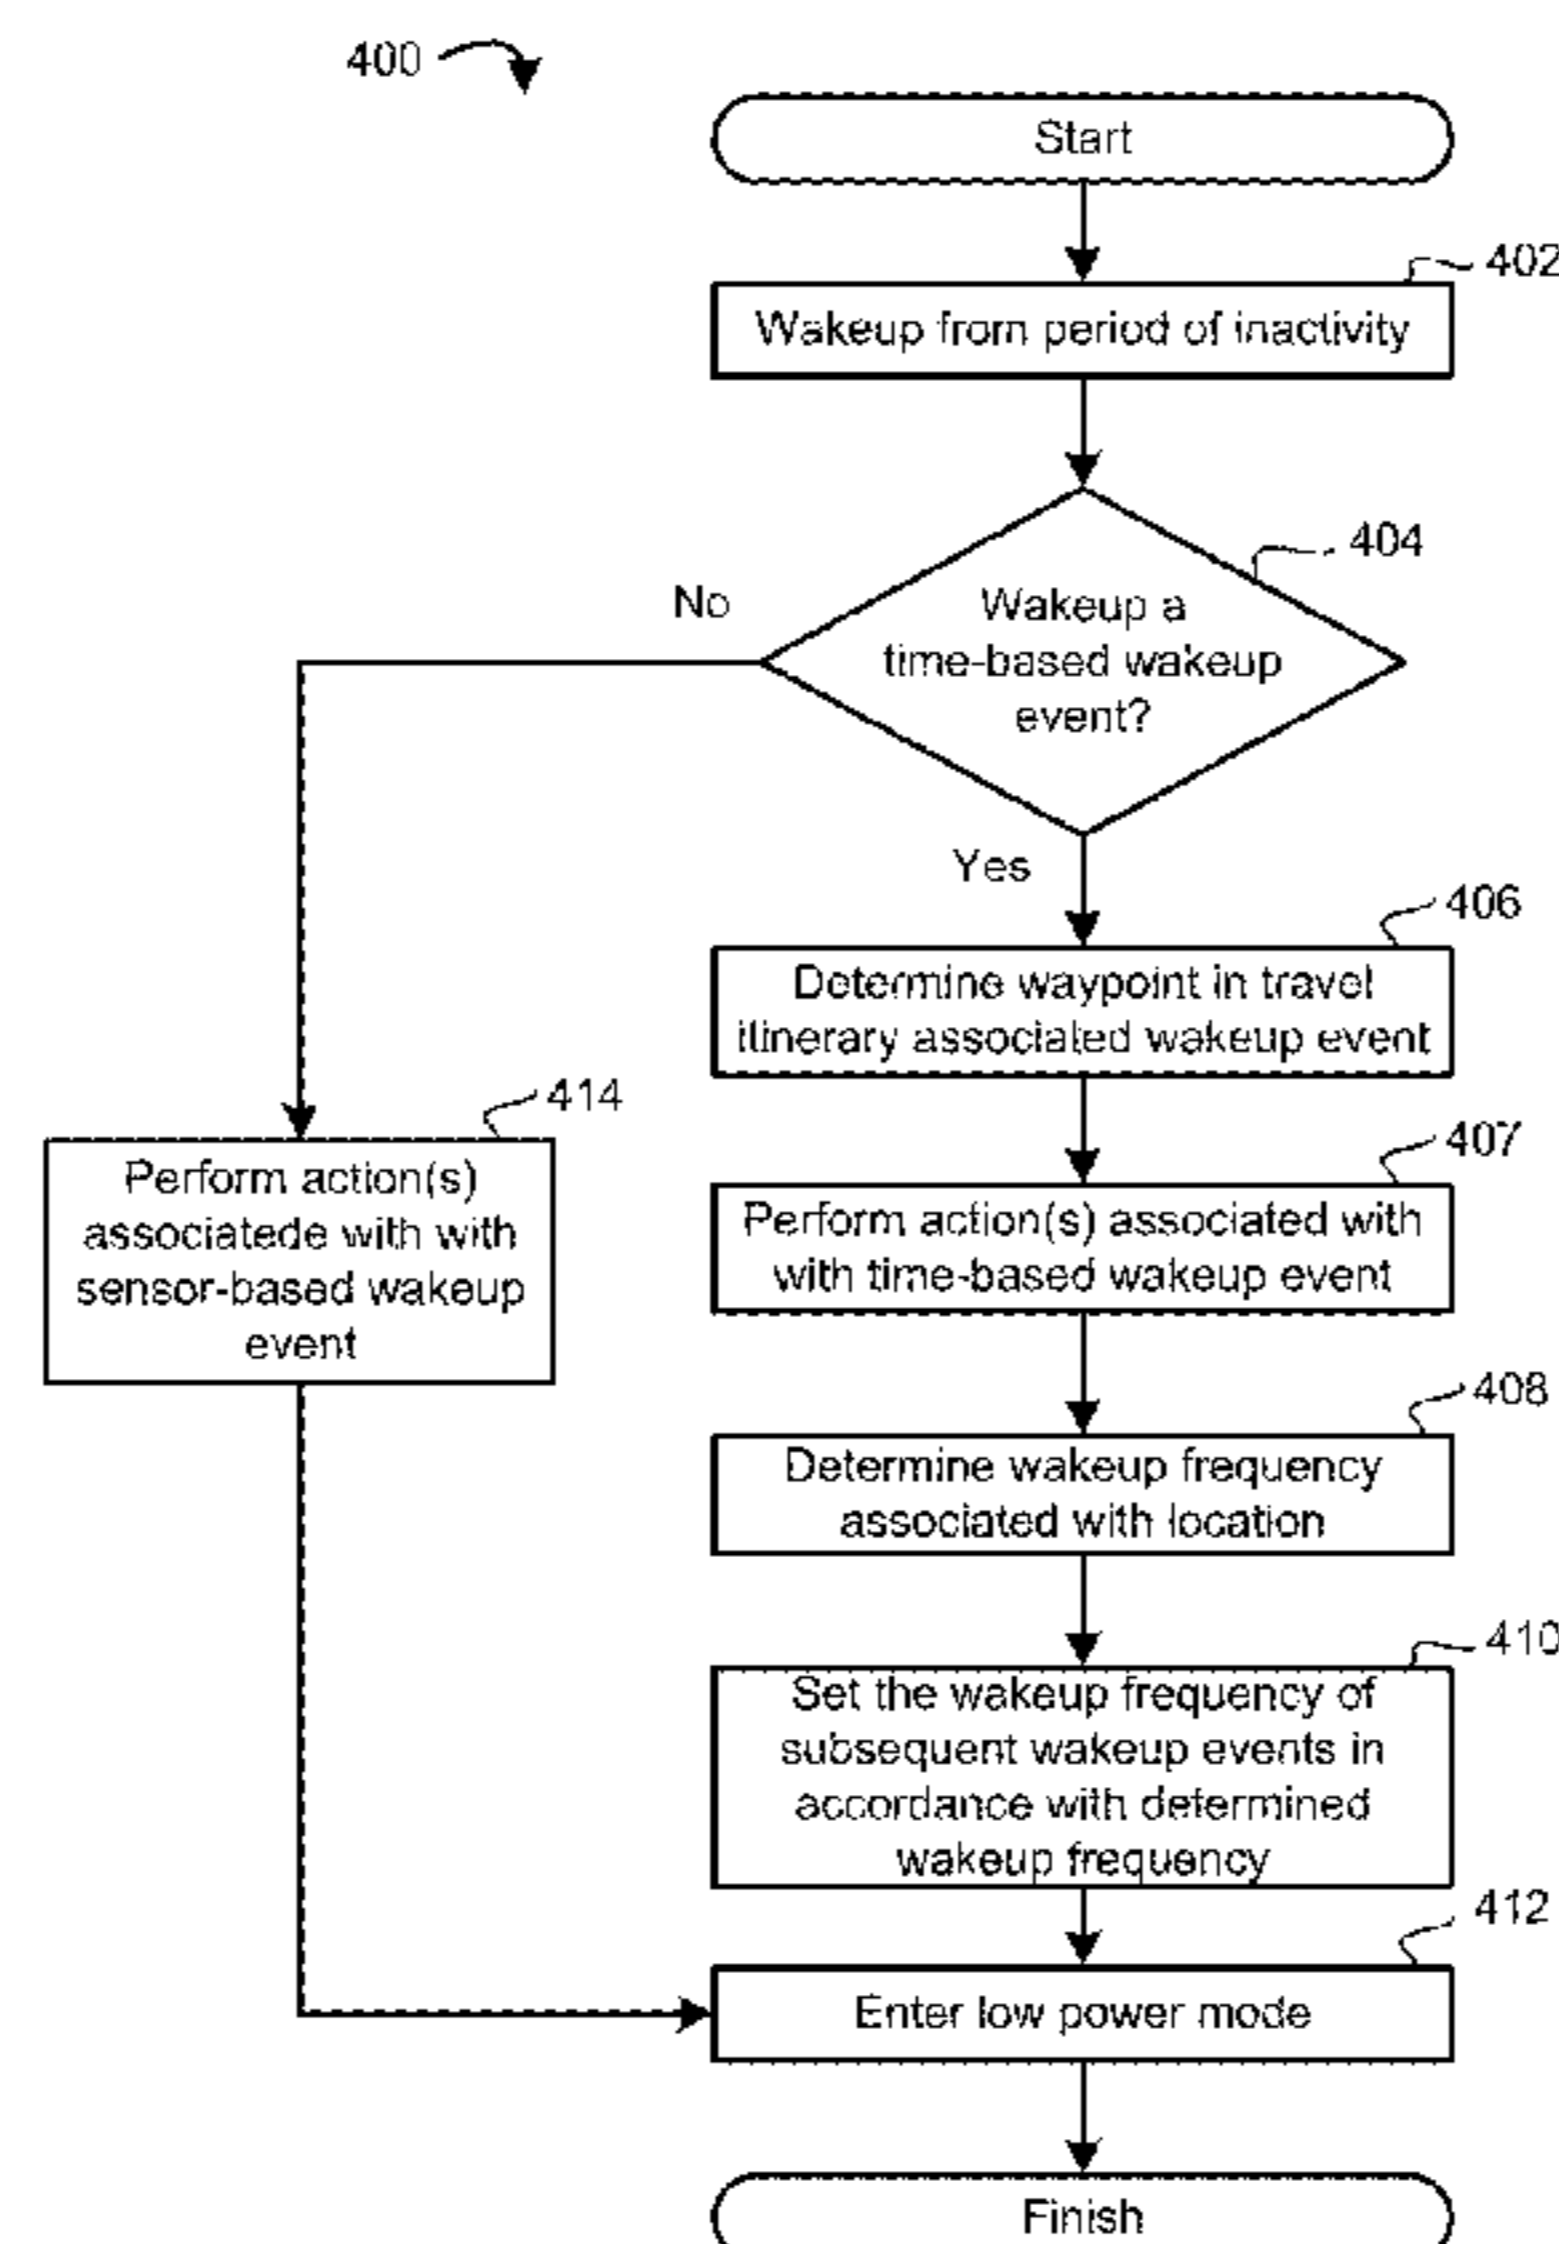 400
Start
402
Wakeup from period of inactivity
404
No
Wakeup a
time-based wakeup
event?
Yes
406
Determine waypoint in travel
itinerary associated wakeup event
414
Perform action(s)
associatede with with
sensor-based wakeup
event
407
Perform action(s) associated with
with time-based wakeup event
408
Determine wakeup frequency
associated with location
410
Set the wakeup frequency of
subsequent wakeup events in
accordance with determined
wakeup frequency
412
Enter low power mode
Finish